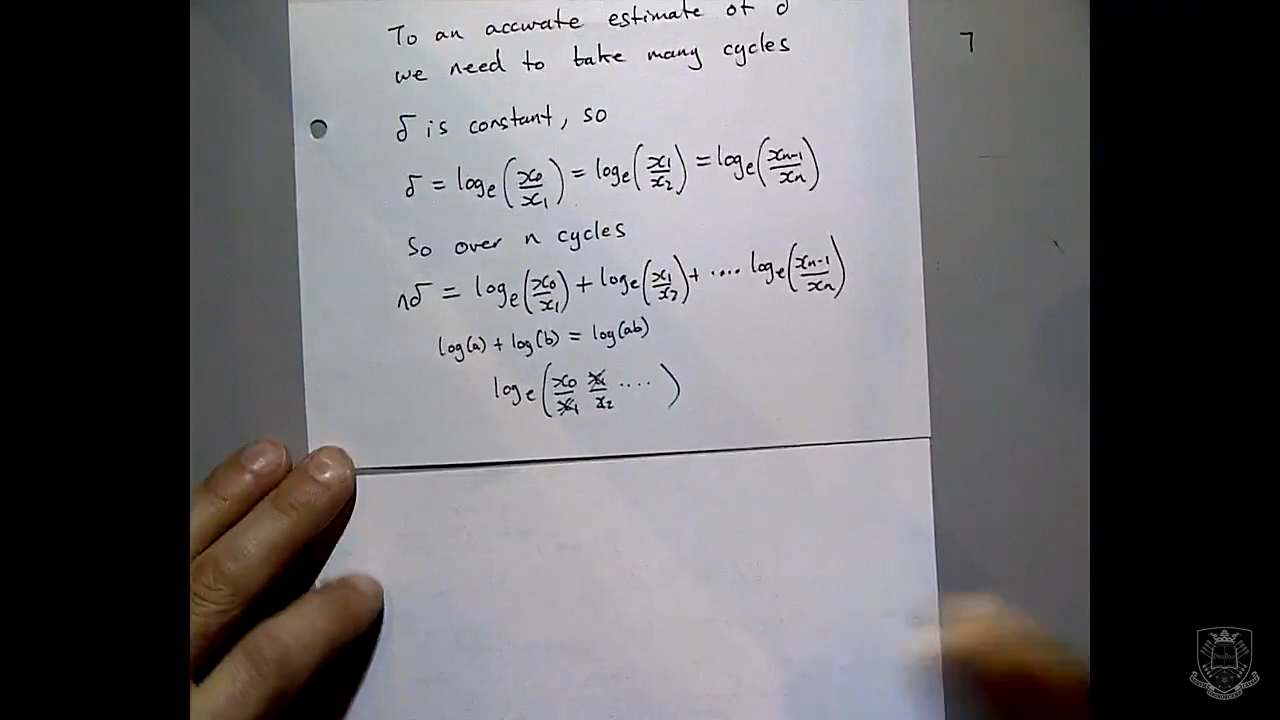 To an accurate estimate of δ
we need to take many cycles
7
δ is constant, so
δ = logₑ(x₀/x₁) = logₑ(x₁/x₂) = logₑ(xₙ₋₁/xₙ)
So over n cycles
nδ = logₑ(x₀/x₁) + logₑ(x₁/x₂) + .... logₑ(xₙ₋₁/xₙ)
log(a) + log(b) = log(ab)
logₑ(x₀/x₁ x₁/x₂ ....)